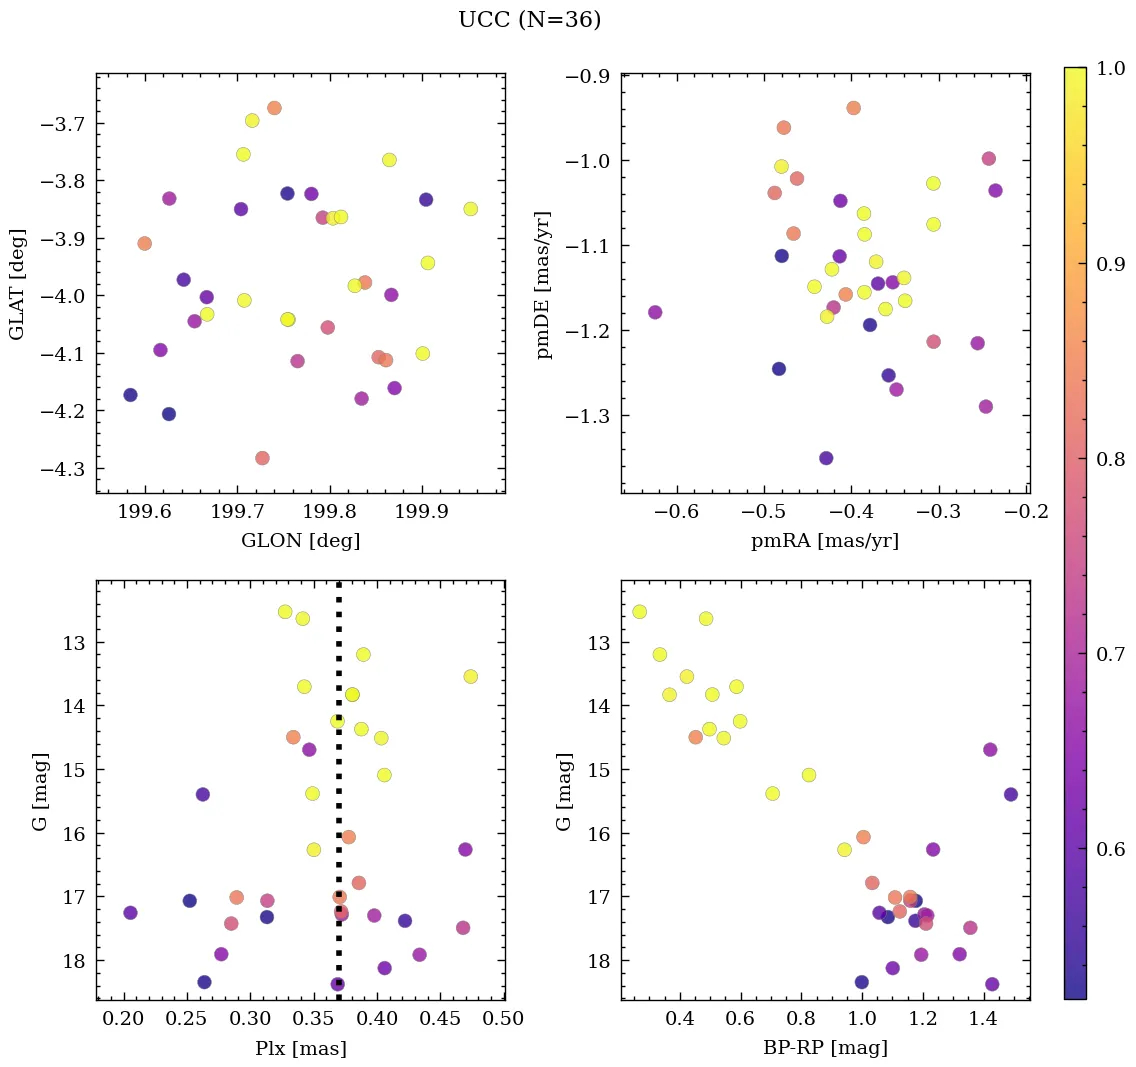 UCC (N=36)
−3.7
−3.8
−3.9
−4.0
−4.1
−4.2
−4.3
GLAT [deg]
199.6 199.7 199.8 199.9
GLON [deg]
−0.9
−1.0
−1.1
−1.2
−1.3
pmDE [mas/yr]
−0.6 −0.5 −0.4 −0.3 −0.2
pmRA [mas/yr]
13
14
15
16
17
18
G [mag]
0.20 0.25 0.30 0.35 0.40 0.45 0.50
Plx [mas]
13
14
15
16
17
18
G [mag]
0.4 0.6 0.8 1.0 1.2 1.4
BP-RP [mag]
1.0
0.9
0.8
0.7
0.6